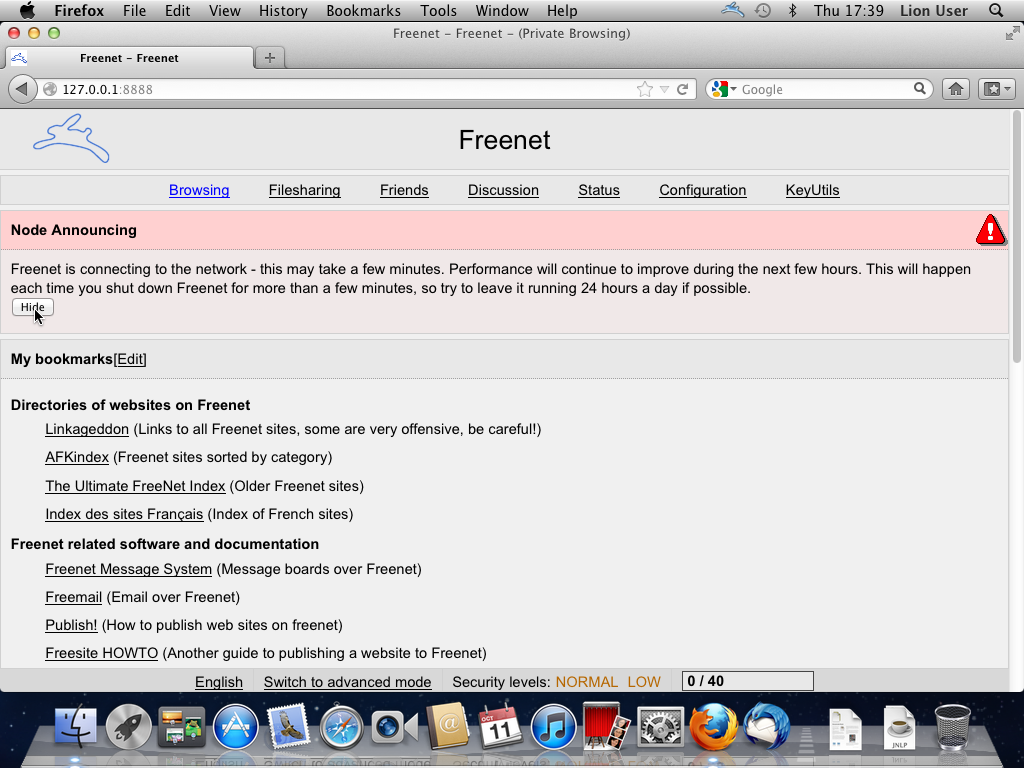 Firefox File Edit View History Bookmarks Tools Window Help Thu 17:39 Lion User
Freenet – Freenet – (Private Browsing)
Freenet – Freenet
127.0.0.1:8888 Google
Freenet
Browsing Filesharing Friends Discussion Status Configuration KeyUtils
Node Announcing
Freenet is connecting to the network - this may take a few minutes. Performance will continue to improve during the next few hours. This will happen
each time you shut down Freenet for more than a few minutes, so try to leave it running 24 hours a day if possible.
Hide
My bookmarks[Edit]
Directories of websites on Freenet
Linkageddon (Links to all Freenet sites, some are very offensive, be careful!)
AFKindex (Freenet sites sorted by category)
The Ultimate FreeNet Index (Older Freenet sites)
Index des sites Français (Index of French sites)
Freenet related software and documentation
Freenet Message System (Message boards over Freenet)
Freemail (Email over Freenet)
Publish! (How to publish web sites on freenet)
Freesite HOWTO (Another guide to publishing a website to Freenet)
English Switch to advanced mode Security levels: NORMAL LOW 0 / 40
OCT
11
JNLP